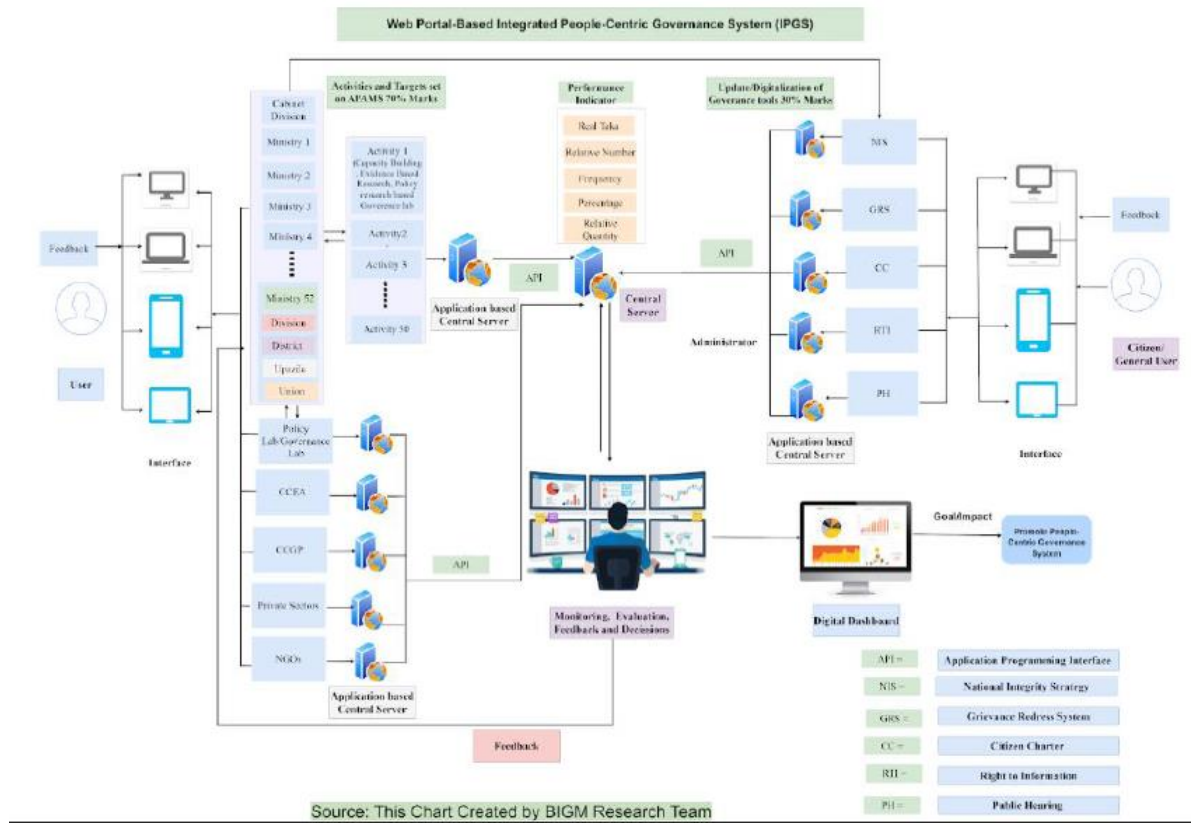 Web Portal-Based Integrated People-Centric Governance System (IPGS)
Activities and Targets set
on APAMS 70% Marks
Performance
Indicator
Update/Digitalization of
Goverance tools 30% Marks
Cabinet
Division
Ministry 1
Ministry 2
Ministry 3
Ministry 4
Ministry 52
Division
District
Upazila
Union
Activity 1
(Capacity Building
, Evidence Based
Research, Policy
research based
Goverence lab
Activity2
Activity 3
Activity 50
Real Taka
Relative Number
Frequency
Percentage
Relative
Quantity
NIS
GRS
CC
RTI
PH
Feedback
User
Interface
API
Application based
Central Server
Central
Server
API
Administrator
Application based
Central Server
Feedback
Citizen/
General User
Interface
Policy
Lab/Governance
Lab
CCEA
CCGP
Private Sectors
NGOs
API
Application based
Central Server
Monitoring, Evaluation,
Feedback and Decisions
Goal/Impact
Promote People-
Centric Governance
System
Digital Dashboard
Feedback
API =
Application Programming Interface
NIS =
National Integrity Strategy
GRS =
Grievance Redress System
CC =
Citizen Charter
RTI =
Right to Information
PH =
Public Hearing
Source: This Chart Created by BIGM Research Team